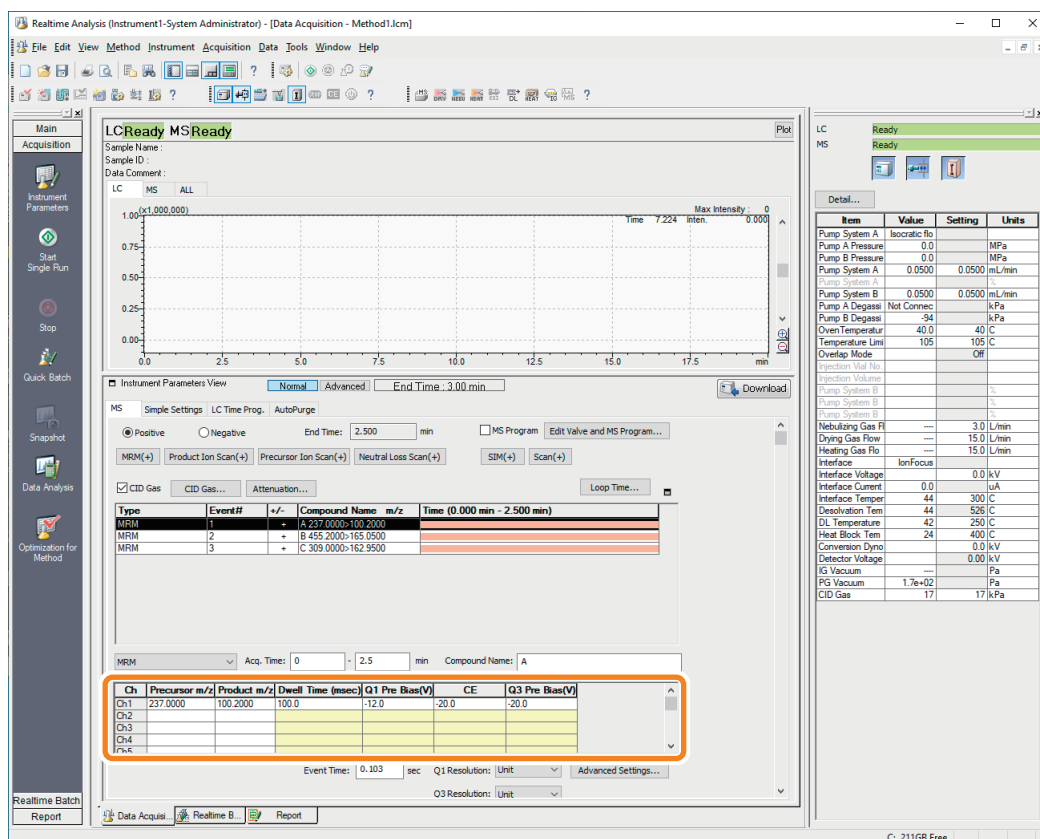 Realtime Analysis (Instrument1-System Administrator) - [Data Acquisition - Method1.lcm]
File Edit View Method Instrument Acquisition Data Tools Window Help
Main
Acquisition
Instrument
Parameters
Start
Single Run
Stop
Quick Batch
Snapshot
Data Analysis
Optimization for
Method
Realtime Batch
Report
LC Ready MS Ready
Plot
Sample Name :
Sample ID :
Data Comment :
LC MS ALL
(x1,000,000)
Max Intensity : 0
Time 7.224 Inten. 0.000
1.00
0.75
0.50
0.25
0.00
0.0 2.5 5.0 7.5 10.0 12.5 15.0 17.5 min
Instrument Parameters View Normal Advanced End Time : 3.00 min Download
MS Simple Settings LC Time Prog. AutoPurge
Positive Negative End Time: 2.500 min MS Program Edit Valve and MS Program...
MRM(+) Product Ion Scan(+) Precursor Ion Scan(+) Neutral Loss Scan(+) SIM(+) Scan(+)
CID Gas CID Gas... Attenuation... Loop Time...
Type Event# +/- Compound Name m/z Time (0.000 min - 2.500 min)
MRM 1 + A 237.0000>100.2000
MRM 2 + B 455.2000>165.0500
MRM 3 + C 309.0000>162.9500
MRM Acq. Time: 0 - 2.5 min Compound Name: A
Ch Precursor m/z Product m/z Dwell Time (msec) Q1 Pre Bias(V) CE Q3 Pre Bias(V)
Ch1 237.0000 100.2000 100.0 -12.0 -20.0 -20.0
Ch2
Ch3
Ch4
Ch5
Event Time: 0.103 sec Q1 Resolution: Unit Advanced Settings...
Q3 Resolution: Unit
Data Acquisi... Realtime B... Report
LC Ready
MS Ready
Detail...
Item Value Setting Units
Pump System A Isocratic flo
Pump A Pressure 0.0 MPa
Pump B Pressure 0.0 MPa
Pump System A 0.0500 0.0500 mL/min
Pump System A %
Pump System B 0.0500 0.0500 mL/min
Pump A Degassi Not Connec kPa
Pump B Degassi -94 kPa
OvenTemperatur 40.0 40 C
Temperature Limi 105 105 C
Overlap Mode Off
Injection Vial No.
Injection Volume
Pump System B %
Pump System B %
Pump System B %
Nebulizing Gas Fl ---- 3.0 L/min
Drying Gas Flow ---- 15.0 L/min
Heating Gas Flo ---- 15.0 L/min
Interface IonFocus
Interface Voltage 0.0 kV
Interface Current 0.0 uA
Interface Temper 44 300 C
Desolvation Tem 44 526 C
DL Temperature 42 250 C
Heat Block Tem 24 400 C
Conversion Dyno 0.0 kV
Detector Voltage 0.00 kV
IG Vacuum ---- Pa
PG Vacuum 1.7e+02 Pa
CID Gas 17 17 kPa
C: 211GB Free